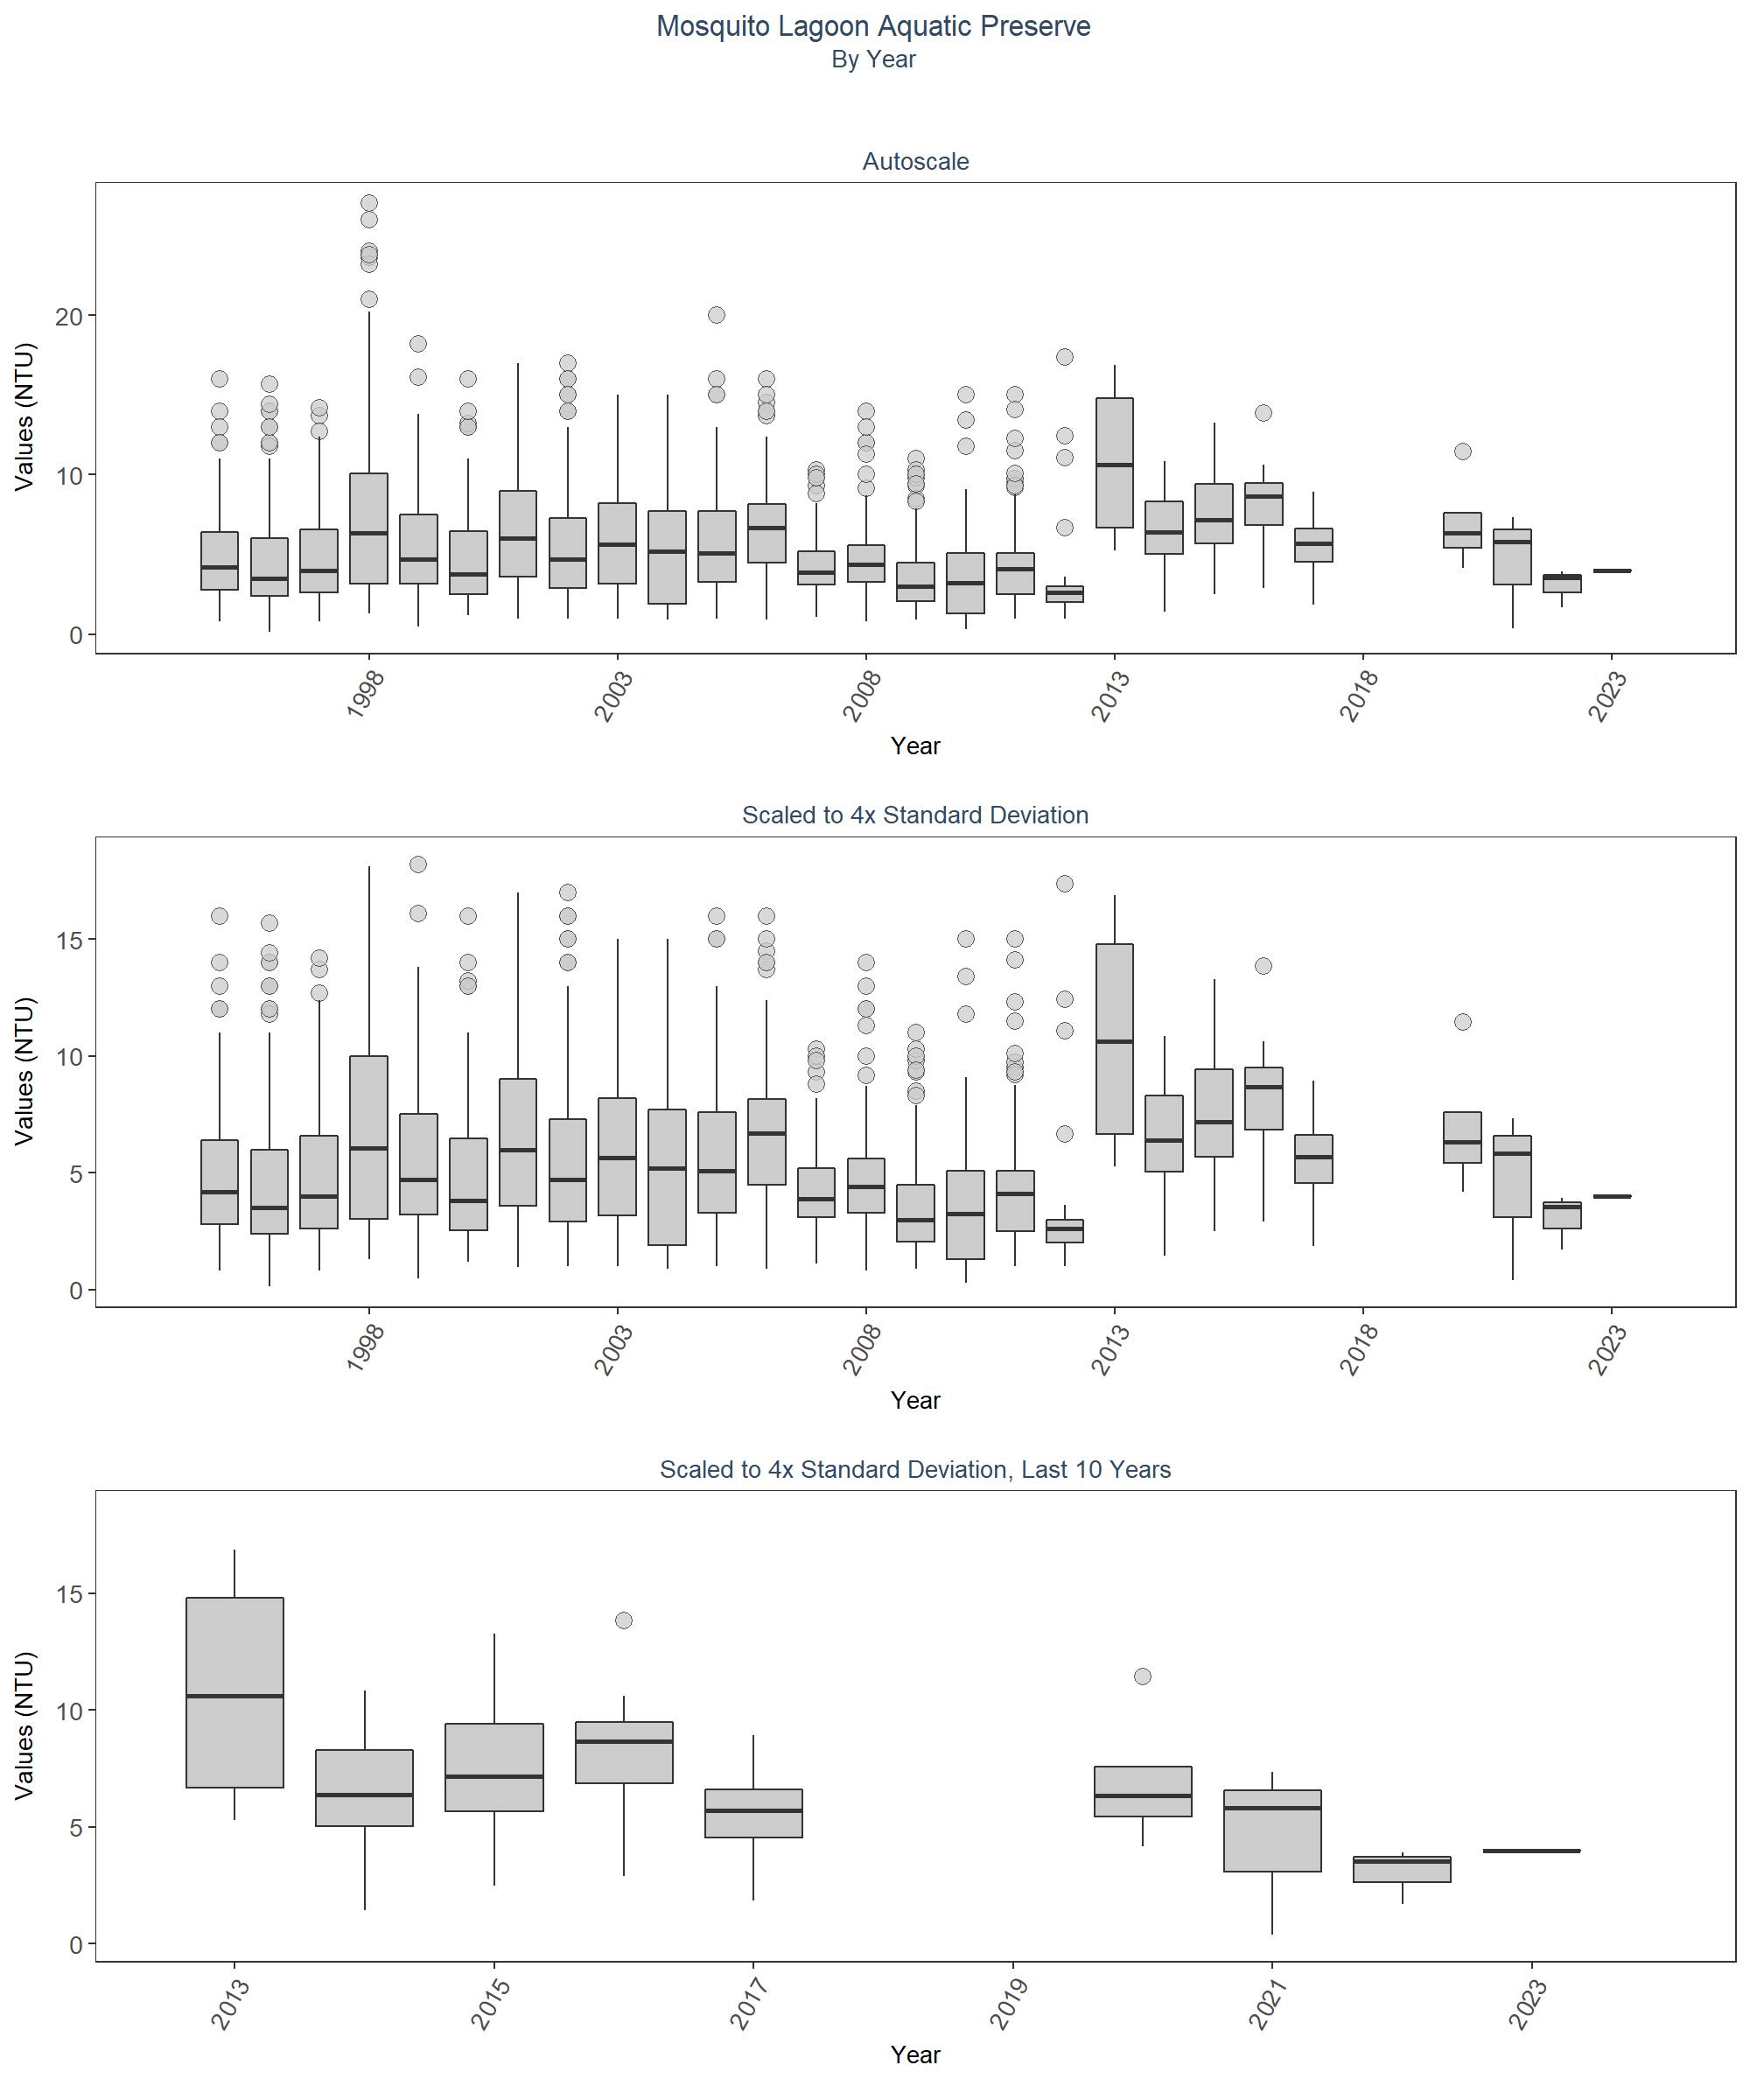 Mosquito Lagoon Aquatic Preserve
By Year
Autoscale
Values (NTU)
20
10
0
1998 2003 2008 2013 2018 2023
Year
Scaled to 4x Standard Deviation
Values (NTU)
15
10
5
0
1998 2003 2008 2013 2018 2023
Year
Scaled to 4x Standard Deviation, Last 10 Years
Values (NTU)
15
10
5
0
2013 2015 2017 2019 2021 2023
Year